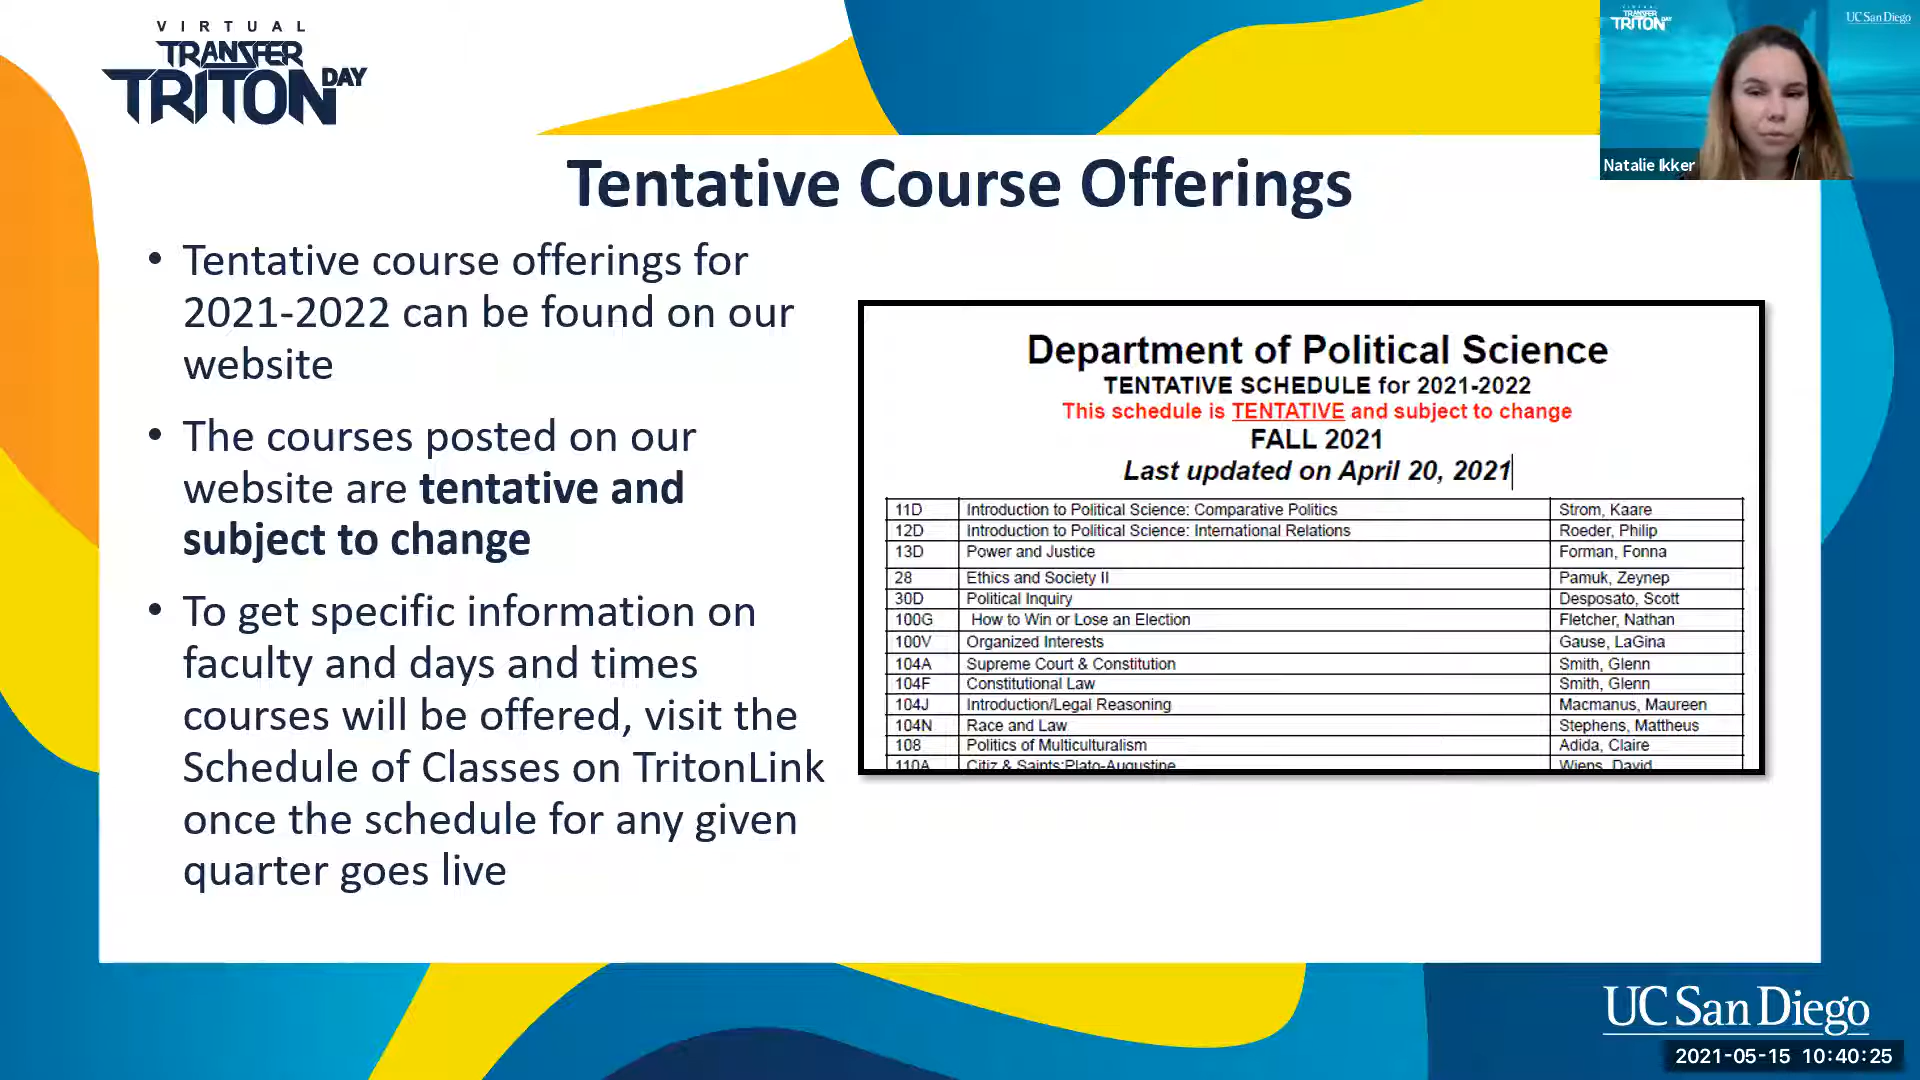 VIRTUAL
TRANSFER
TRITON DAY
Tentative Course Offerings
• Tentative course offerings for
2021-2022 can be found on our
website
• The courses posted on our
website are tentative and
subject to change
• To get specific information on
faculty and days and times
courses will be offered, visit the
Schedule of Classes on TritonLink
once the schedule for any given
quarter goes live
Department of Political Science
TENTATIVE SCHEDULE for 2021-2022
This schedule is TENTATIVE and subject to change
FALL 2021
Last updated on April 20, 2021
11D Introduction to Political Science: Comparative Politics Strom, Kaare
12D Introduction to Political Science: International Relations Roeder, Philip
13D Power and Justice Forman, Fonna
28 Ethics and Society II Pamuk, Zeynep
30D Political Inquiry Desposato, Scott
100G How to Win or Lose an Election Fletcher, Nathan
100V Organized Interests Gause, LaGina
104A Supreme Court & Constitution Smith, Glenn
104F Constitutional Law Smith, Glenn
104J Introduction/Legal Reasoning Macmanus, Maureen
104N Race and Law Stephens, Mattheus
108 Politics of Multiculturalism Adida, Claire
110A Citiz & Saints:Plato-Augustine Wiens, David
VIRTUAL
TRANSFER
TRITON DAY
UC San Diego
Natalie Ikker
UC San Diego
2021-05-15 10:40:25